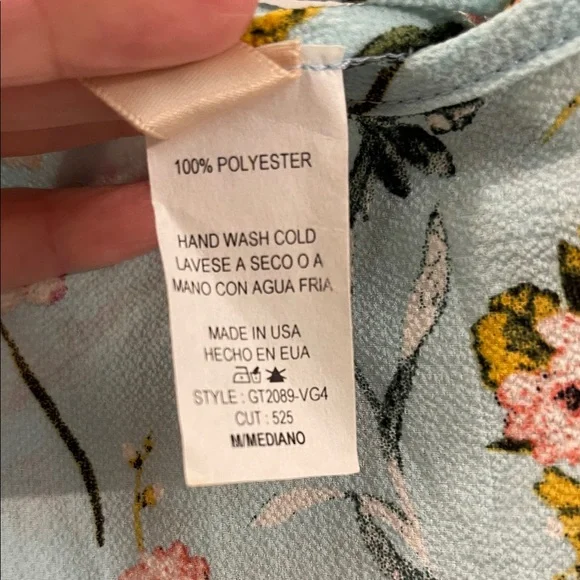 100% POLYESTER
HAND WASH COLD
LAVESE A SECO O A
MANO CON AGUA FRIA
MADE IN USA
HECHO EN EUA
STYLE : GT2089-VG4
CUT : 525
M/MEDIANO